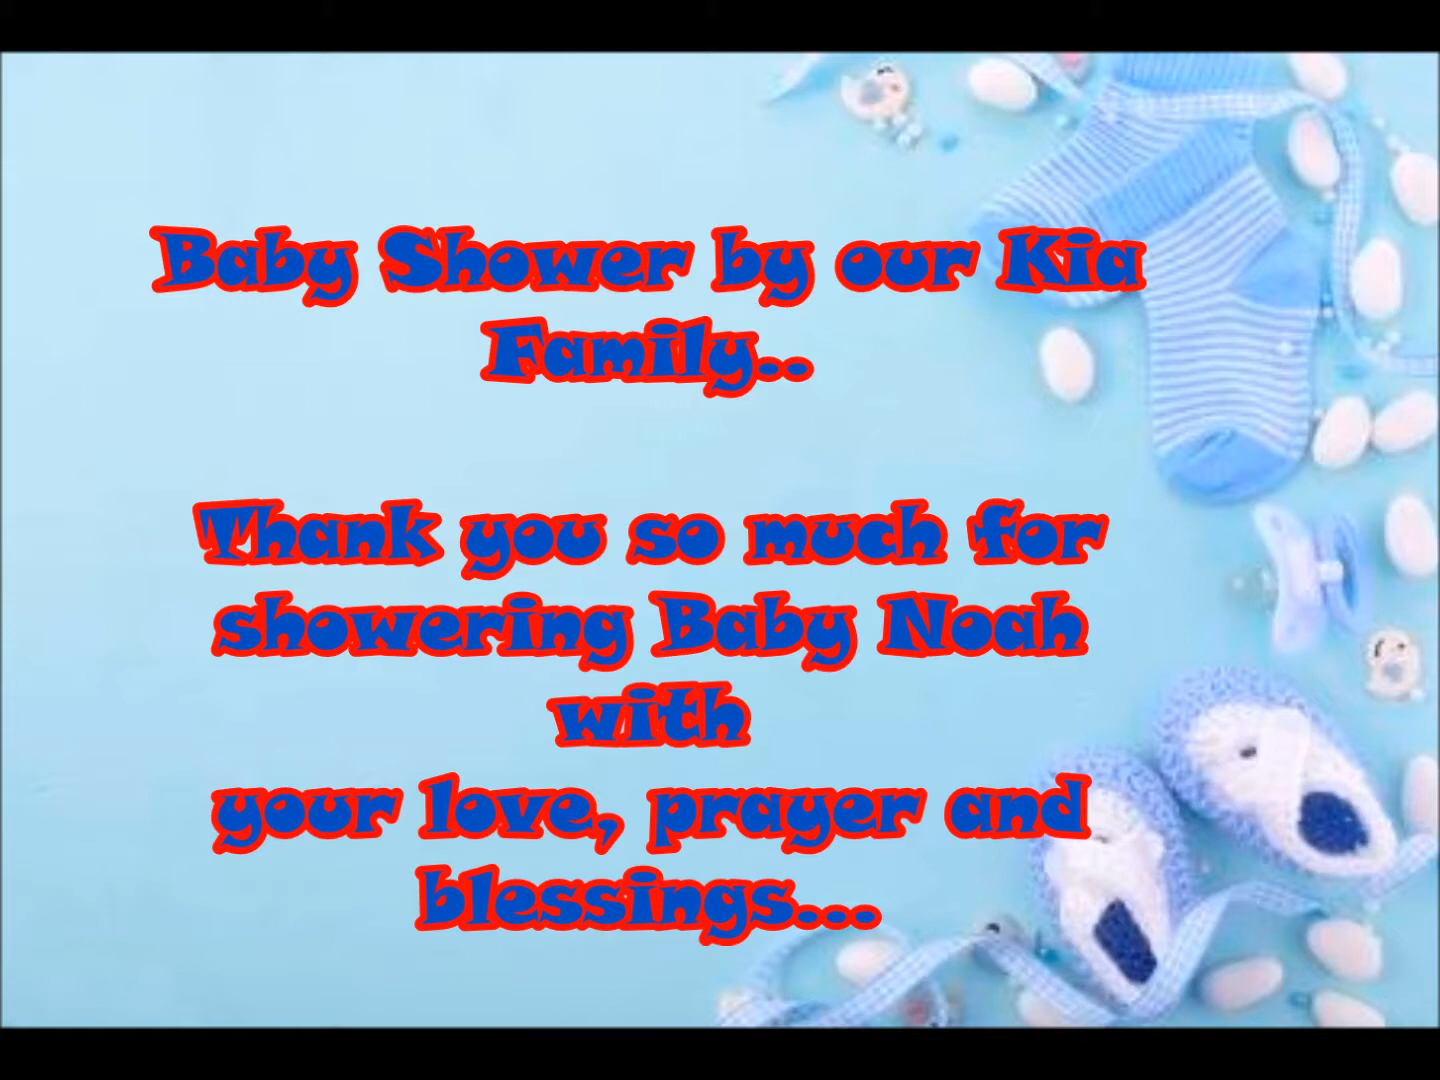 Baby Shower by our Kia
Family..
Thank you so much for
showering Baby Noah
with
your love, prayer and
blessings...